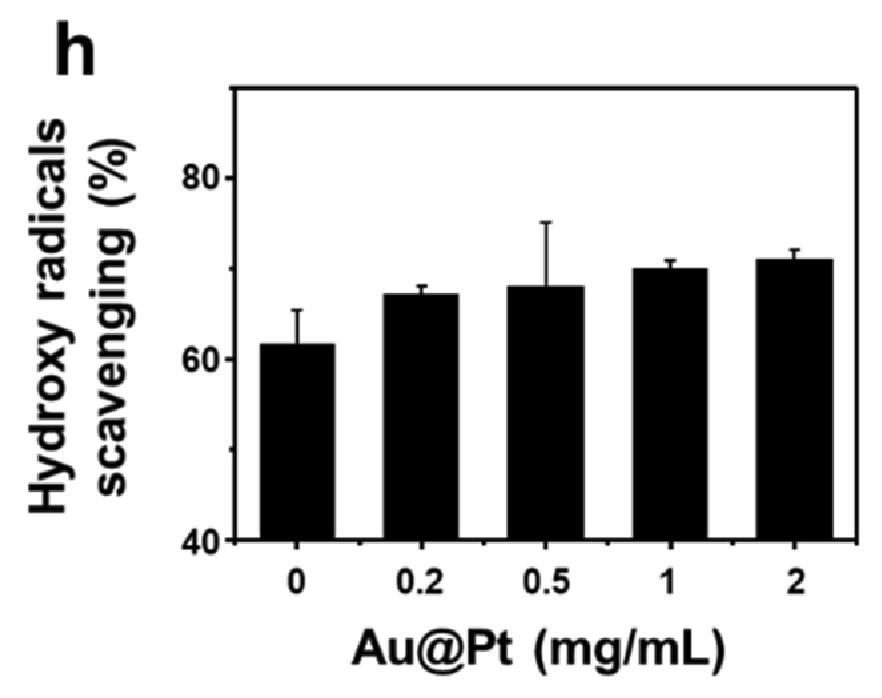 h
Hydroxy radicals
scavenging (%)
80
60
40
0 0.2 0.5 1 2
Au@Pt (mg/mL)